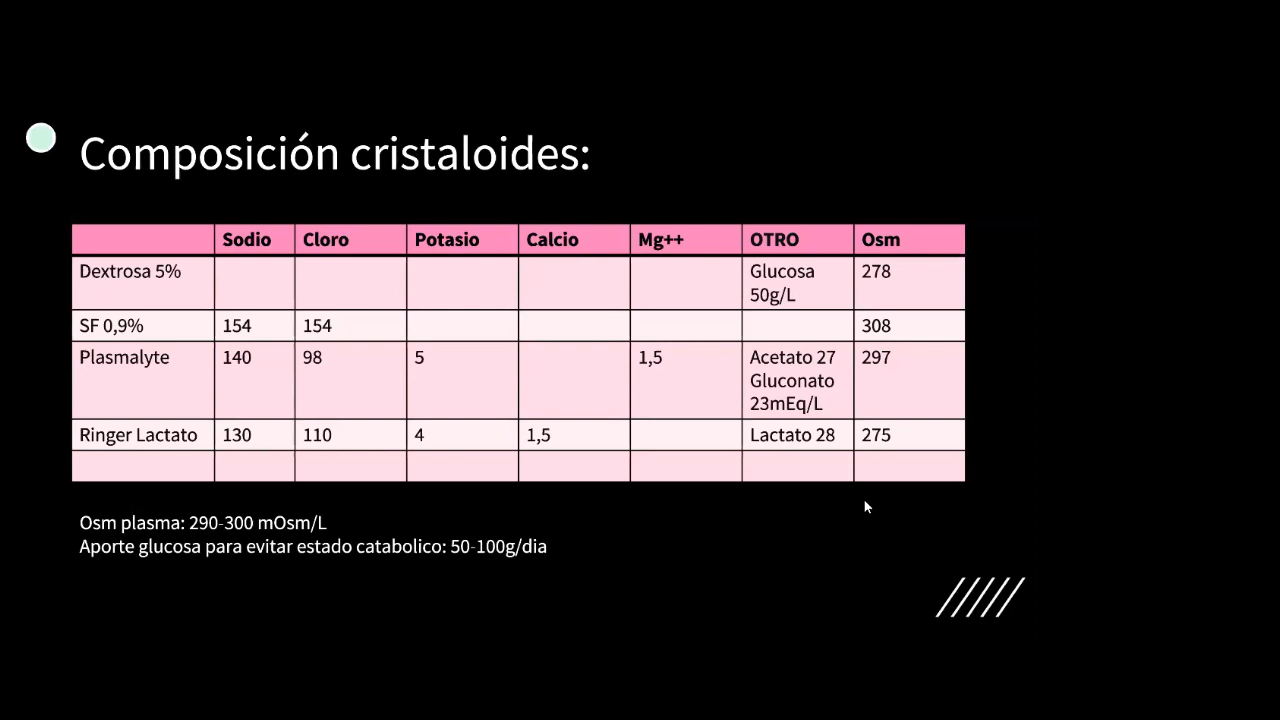 Composición cristaloides:
Sodio Cloro Potasio Calcio Mg++ OTRO Osm
Dextrosa 5% Glucosa 278
50g/L
SF 0,9% 154 154 308
Plasmalyte 140 98 5 1,5 Acetato 27 297
Gluconato
23mEq/L
Ringer Lactato 130 110 4 1,5 Lactato 28 275
Osm plasma: 290-300 mOsm/L
Aporte glucosa para evitar estado catabolico: 50-100g/dia